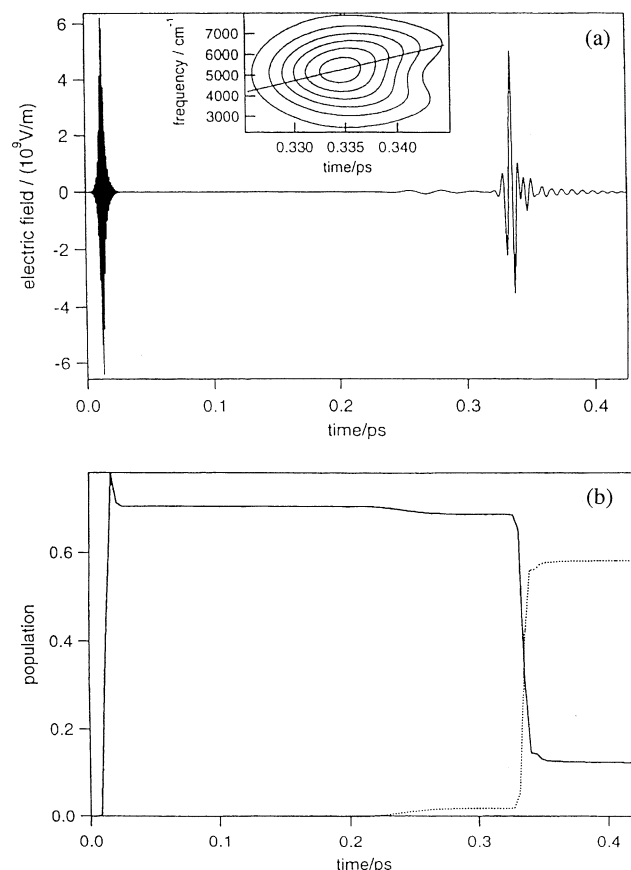 (a)
electric field / (10⁹V/m)
6
4
2
0
-2
-4
-6
frequency / cm⁻¹
7000
6000
5000
4000
3000
0.330 0.335 0.340
time/ps
0.0 0.1 0.2 0.3 0.4
time/ps
(b)
population
0.6
0.4
0.2
0.0
0.0 0.1 0.2 0.3 0.4
time/ps